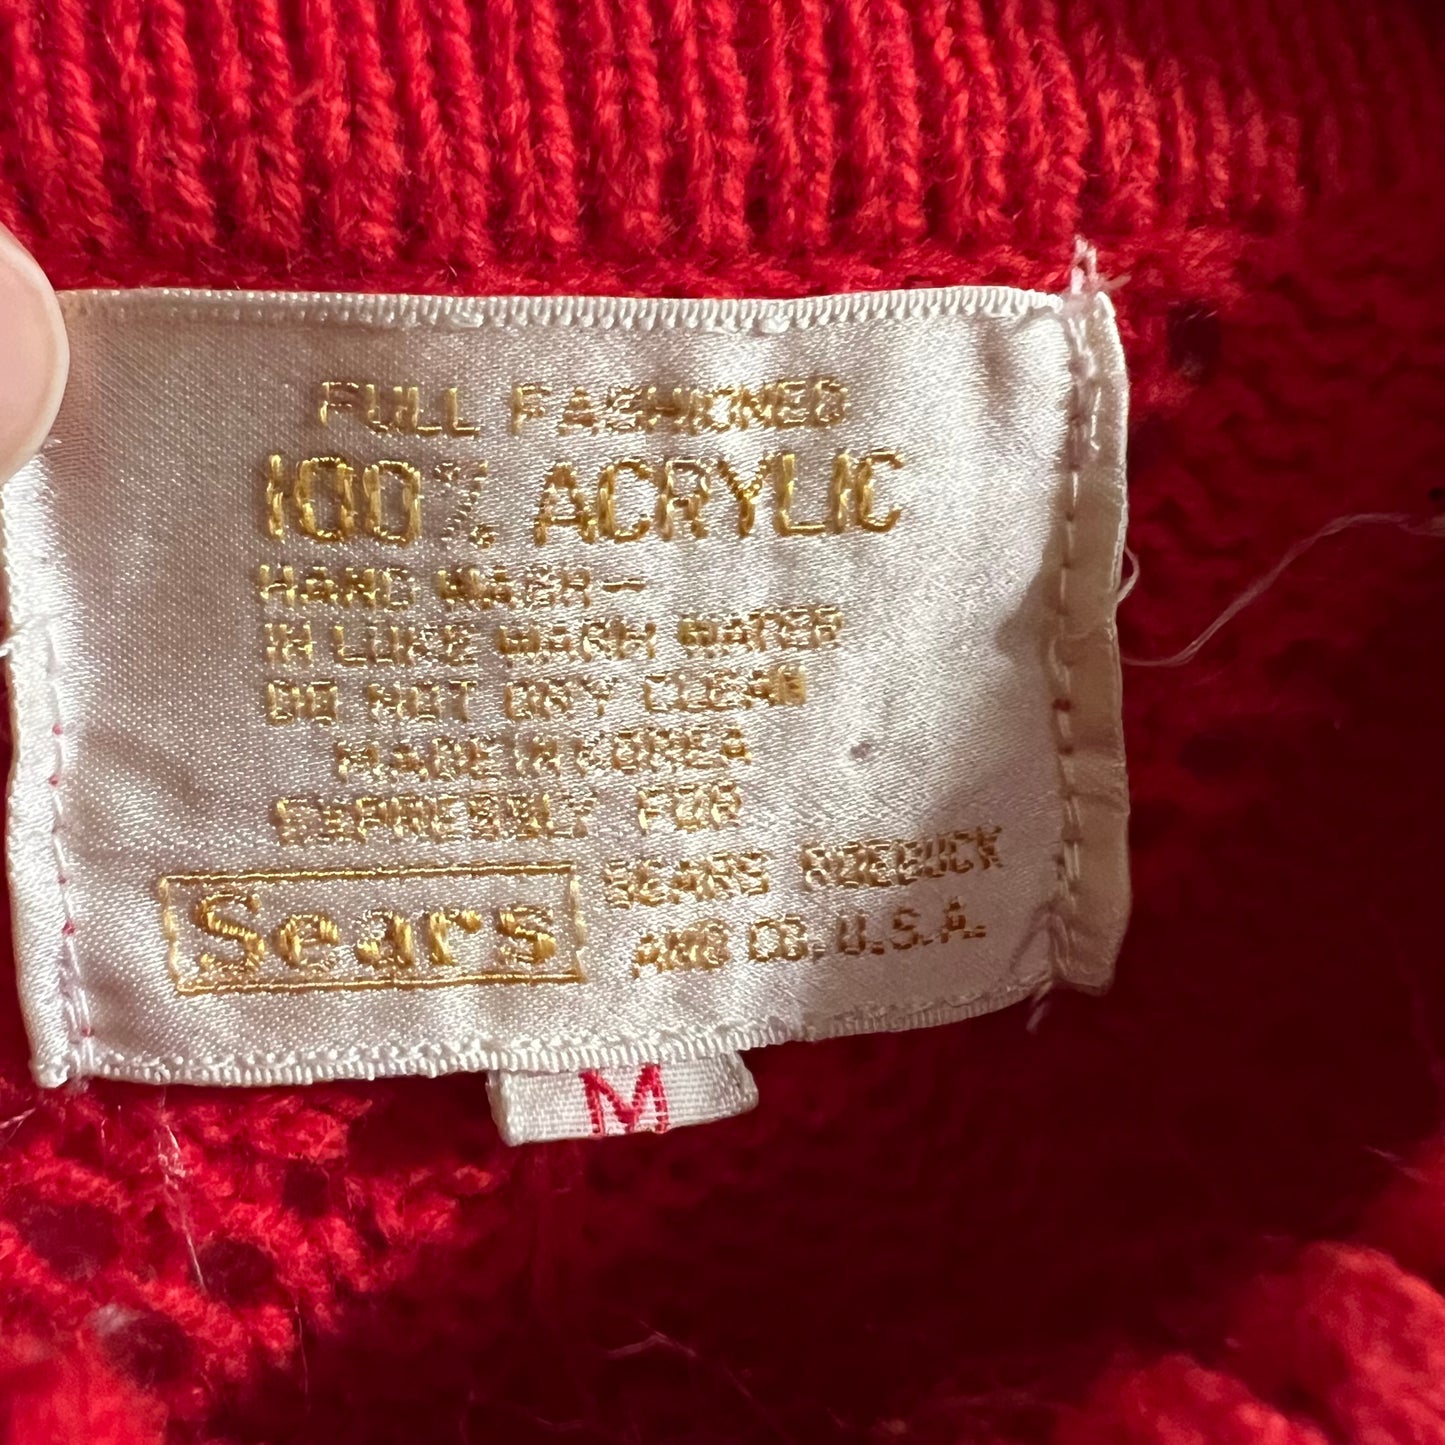 FULL FASHIONED
100% ACRYLIC
HAND WASH-
IN LUKE WARM WATER
DO NOT DRY CLEAN
MADE IN KOREA
EXPRESSLY FOR
Sears
SEARS ROEBUCK
AND CO. U.S.A.
M